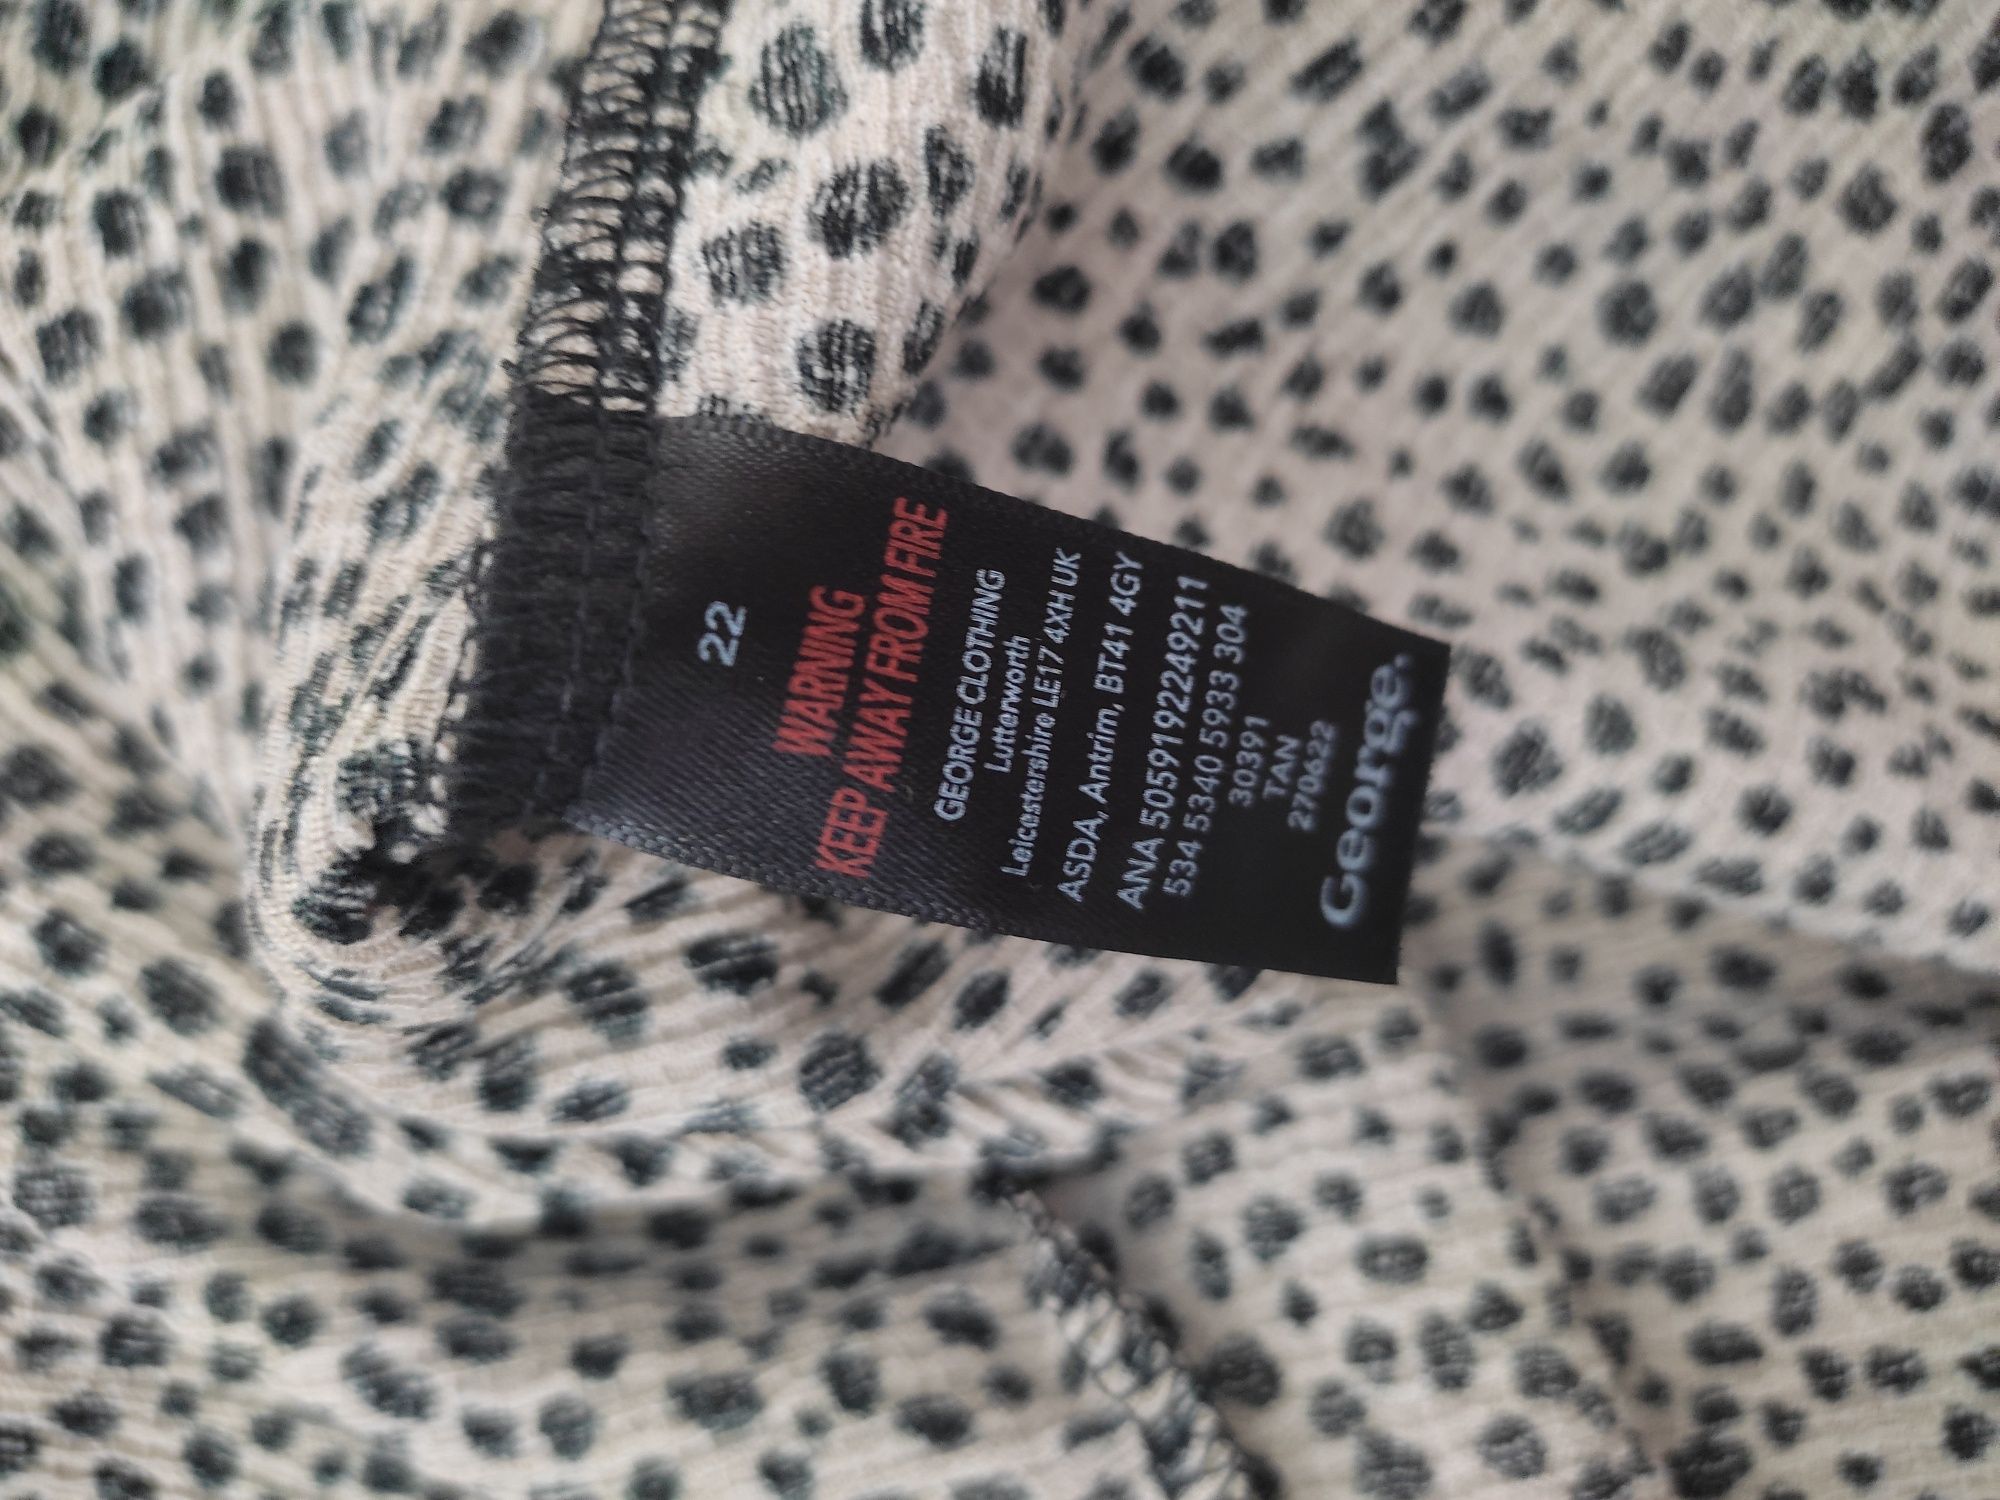 22
WARNING
KEEP AWAY FROM FIRE
GEORGE CLOTHING
Lutterworth
Leicestershire LE17 4XH UK
ASDA, Antrim, BT41 4GY
ANA 5059192249211
534 5340 5933 304
30391
TAN
270622
George.